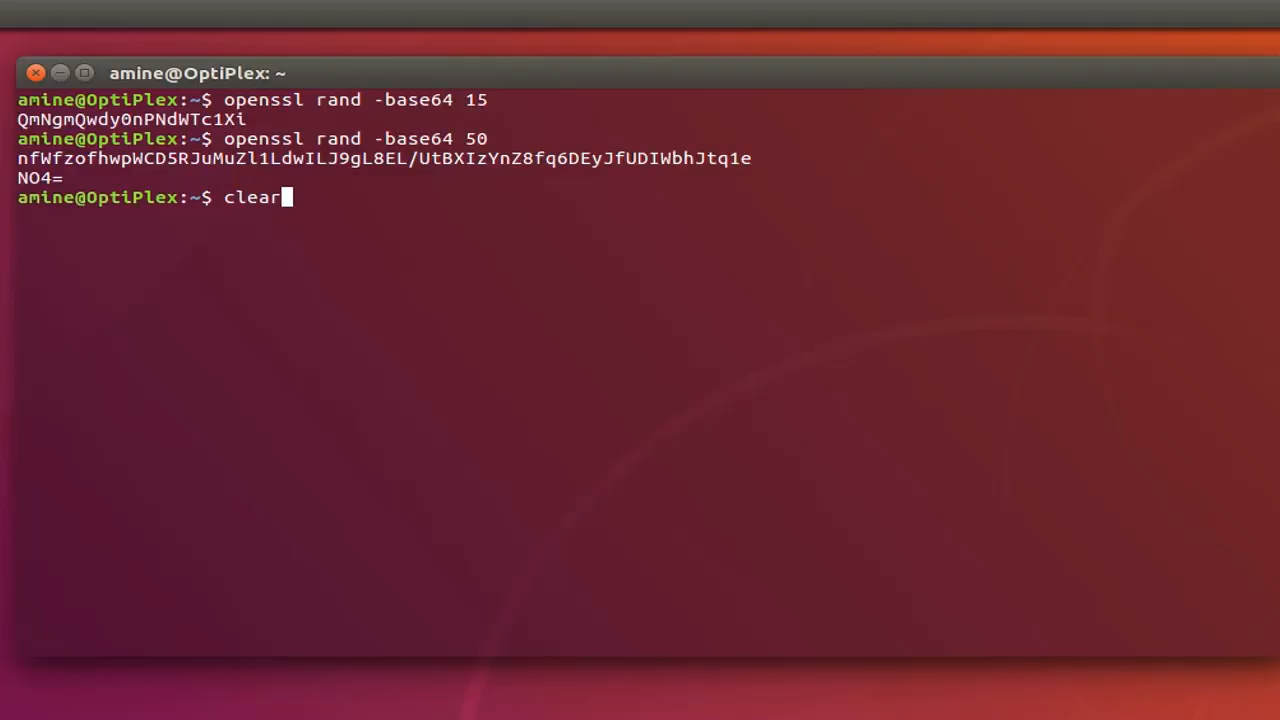 amine@OptiPlex: ~
amine@OptiPlex:~$ openssl rand -base64 15
QmNgmQwdy0nPNdWTc1Xi
amine@OptiPlex:~$ openssl rand -base64 50
nfWfzofhwpWCD5RJuMuZl1LdwILJ9gL8EL/UtBXIzYnZ8fq6DEyJfUDIWbhJtq1e
NO4=
amine@OptiPlex:~$ clear